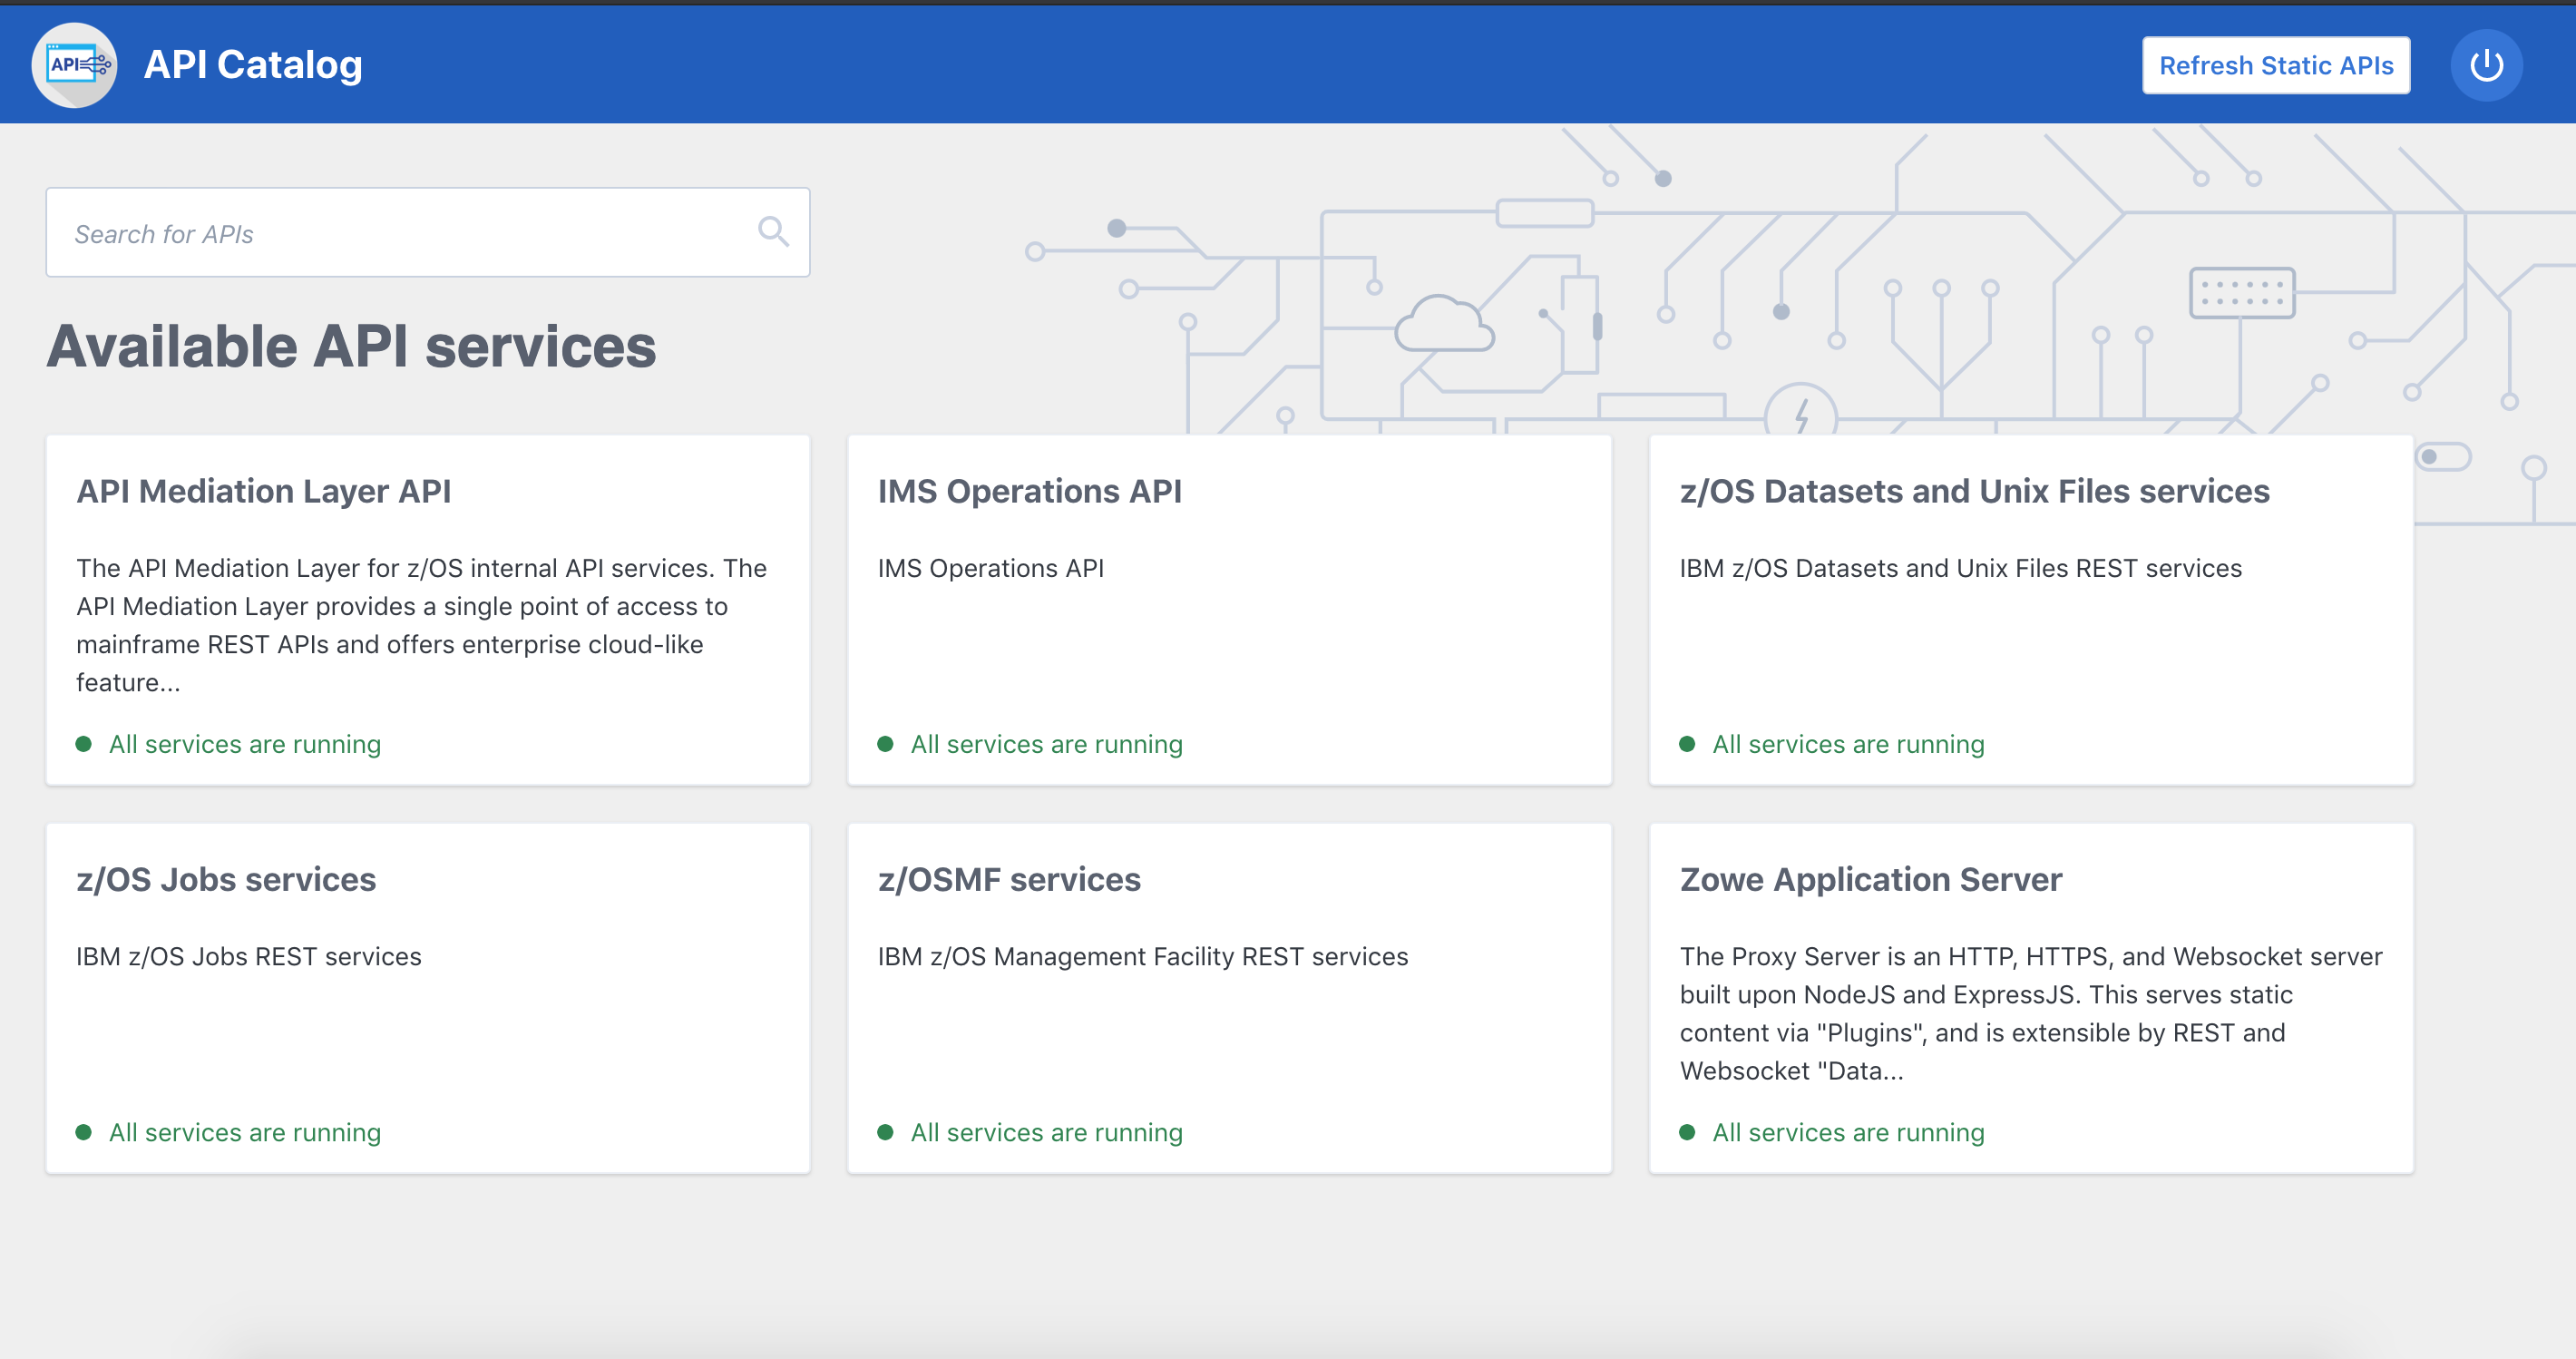 API
API Catalog
Refresh Static APIs
Search for APIs
Available API services
API Mediation Layer API
The API Mediation Layer for z/OS internal API services. The
API Mediation Layer provides a single point of access to
mainframe REST APIs and offers enterprise cloud-like
feature...
All services are running
IMS Operations API
IMS Operations API
All services are running
z/OS Datasets and Unix Files services
IBM z/OS Datasets and Unix Files REST services
All services are running
z/OS Jobs services
IBM z/OS Jobs REST services
All services are running
z/OSMF services
IBM z/OS Management Facility REST services
All services are running
Zowe Application Server
The Proxy Server is an HTTP, HTTPS, and Websocket server
built upon NodeJS and ExpressJS. This serves static
content via "Plugins", and is extensible by REST and
Websocket "Data...
All services are running